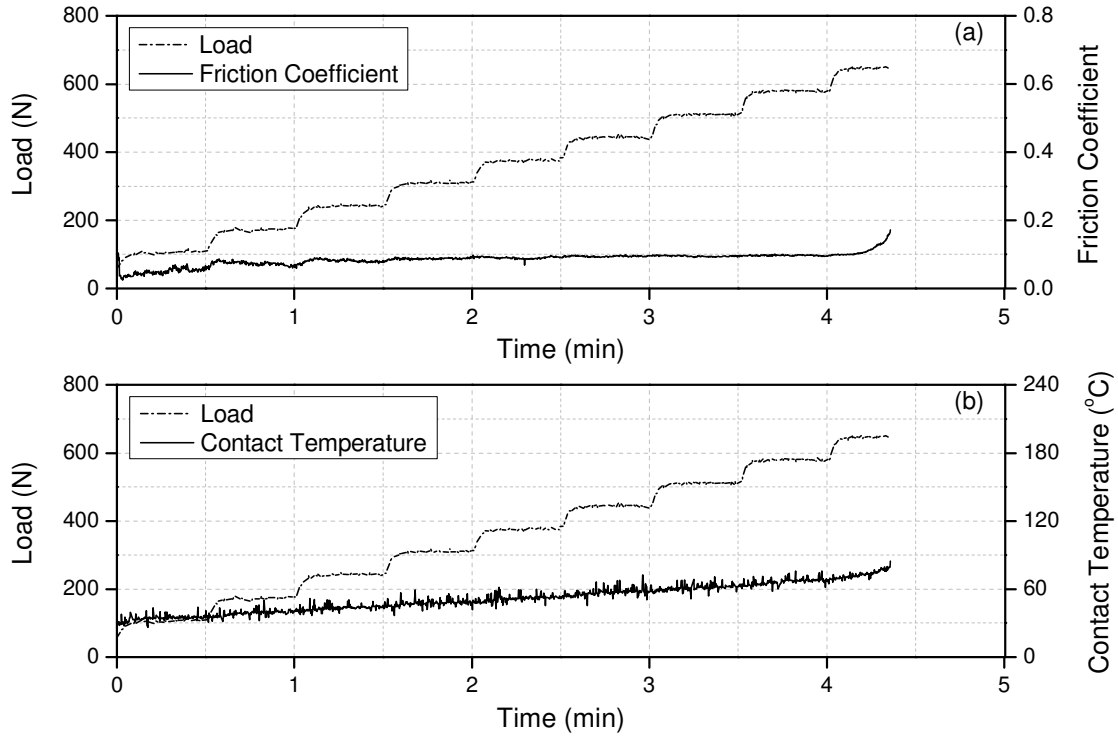 (a)
Load
Friction Coefficient
800
600
400
200
0
Load (N)
0.8
0.6
0.4
0.2
0.0
Friction Coefficient
0 1 2 3 4 5
Time (min)
(b)
Load
Contact Temperature
800
600
400
200
0
Load (N)
240
180
120
60
0
Contact Temperature (°C)
0 1 2 3 4 5
Time (min)